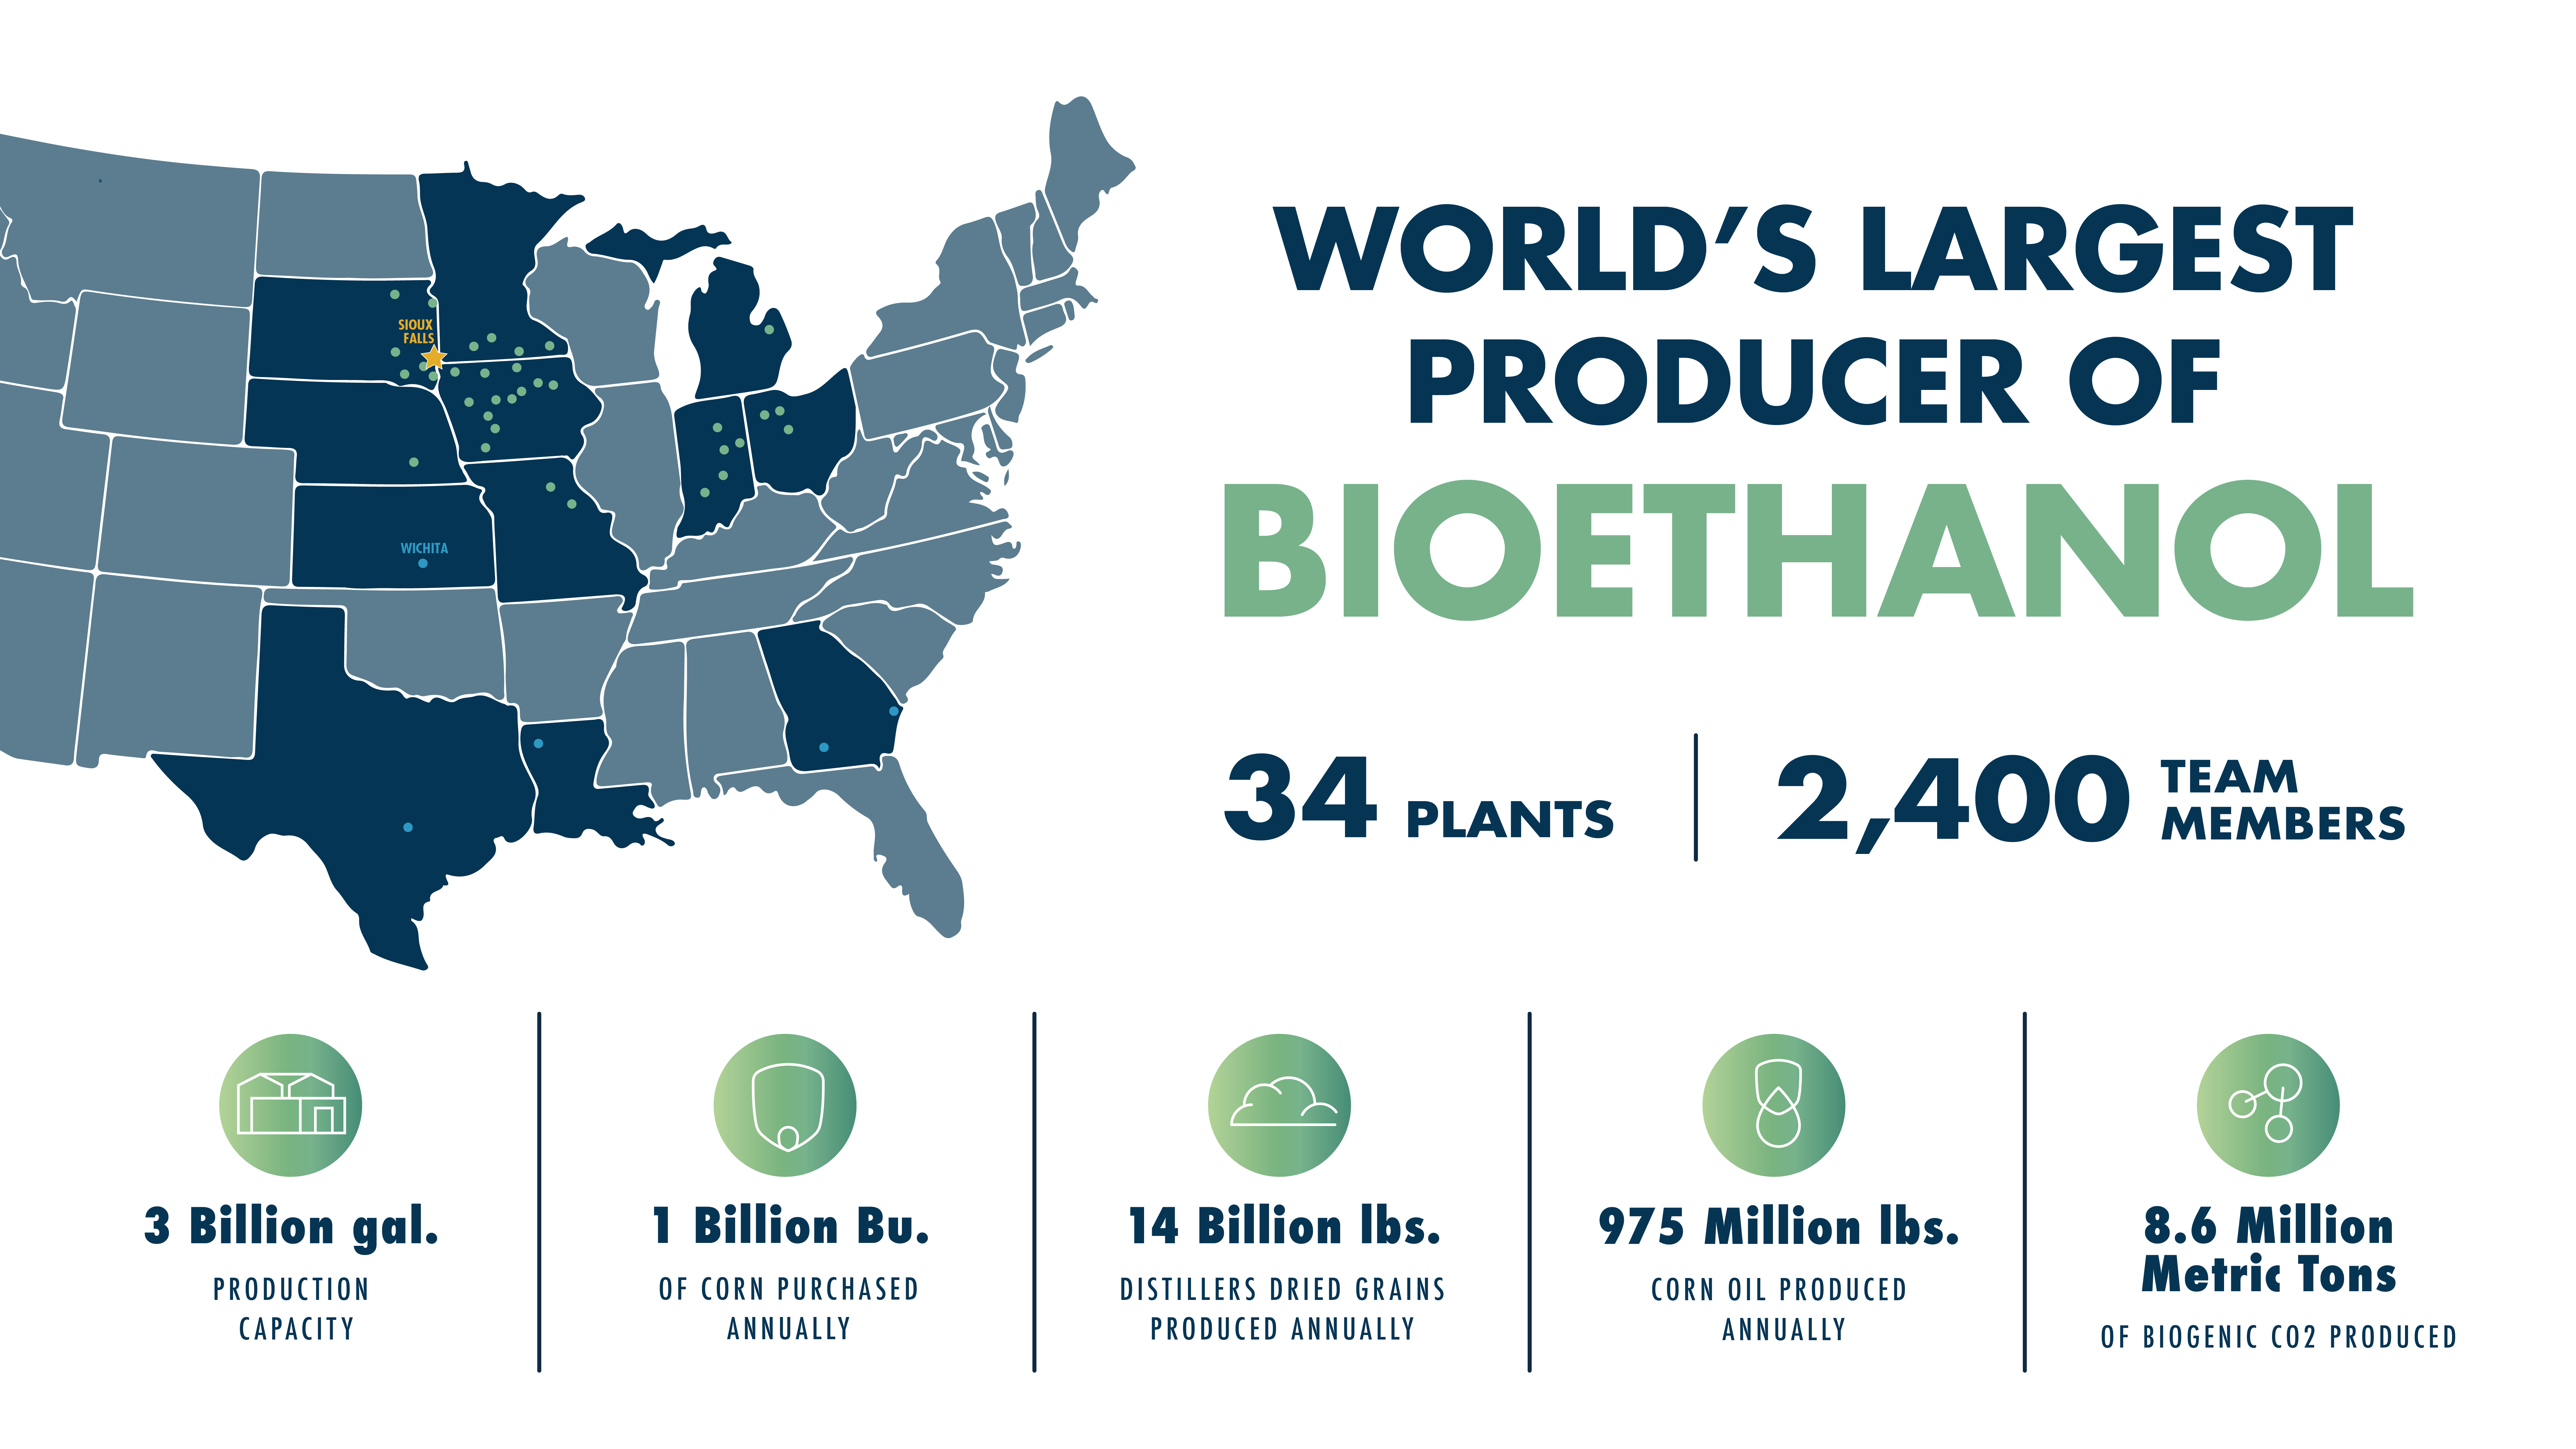 WORLD'S LARGEST
PRODUCER OF
BIOETHANOL
SIOUX
FALLS
WICHITA
34 PLANTS
2,400 TEAM
MEMBERS
3 Billion gal.
PRODUCTION
CAPACITY
1 Billion Bu.
OF CORN PURCHASED
ANNUALLY
14 Billion lbs.
DISTILLERS DRIED GRAINS
PRODUCED ANNUALLY
975 Million lbs.
CORN OIL PRODUCED
ANNUALLY
8.6 Million
Metric Tons
OF BIOGENIC CO2 PRODUCED